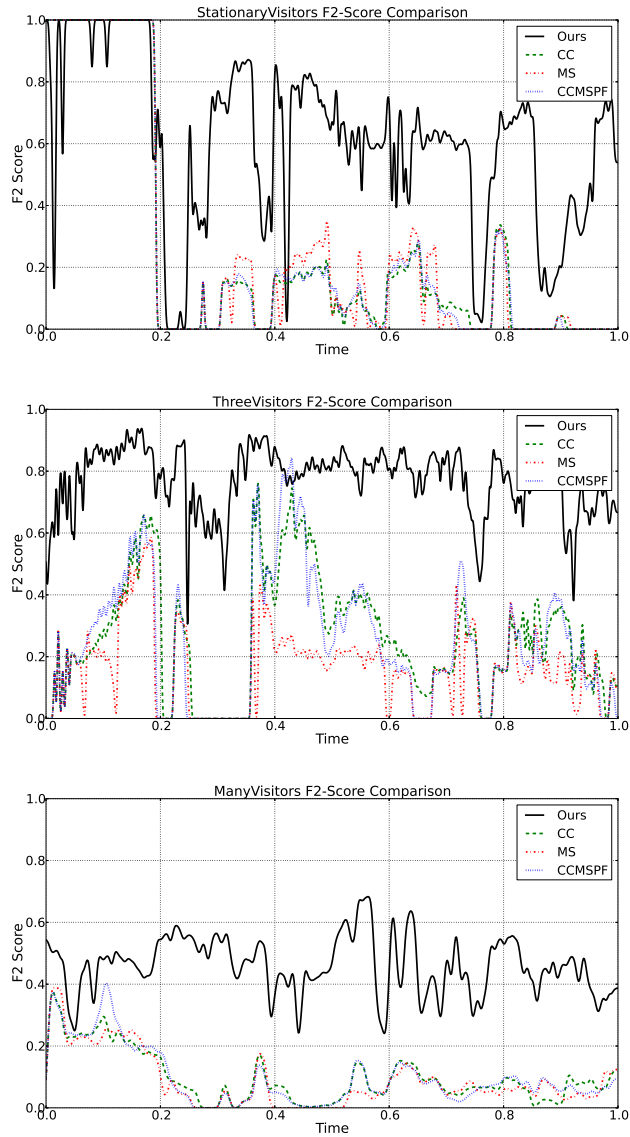 StationaryVisitors F2-Score Comparison
1.0
0.8
0.6
0.4
0.2
0.0
F2 Score
Ours
CC
MS
CCMSPF
0.0 0.2 0.4 0.6 0.8 1.0
Time
ThreeVisitors F2-Score Comparison
1.0
0.8
0.6
0.4
0.2
0.0
F2 Score
Ours
CC
MS
CCMSPF
0.0 0.2 0.4 0.6 0.8 1.0
Time
ManyVisitors F2-Score Comparison
1.0
0.8
0.6
0.4
0.2
0.0
F2 Score
Ours
CC
MS
CCMSPF
0.0 0.2 0.4 0.6 0.8 1.0
Time